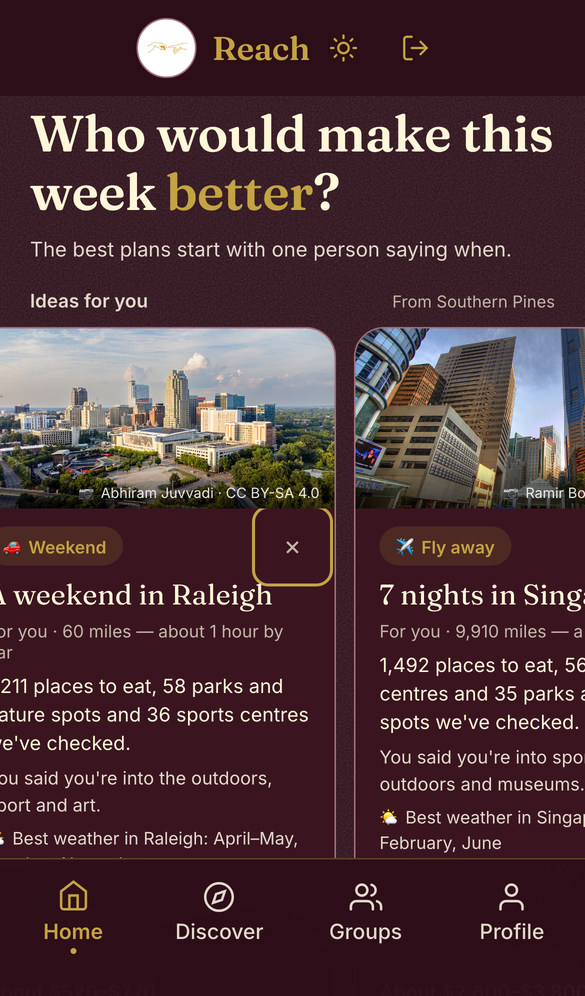 Reach
Who would make this
week better?
The best plans start with one person saying when.
Ideas for you
From Southern Pines
📷 Abhiram Juvvadi · CC BY-SA 4.0
🚗 Weekend
×
A weekend in Raleigh
or you · 60 miles — about 1 hour by
ar
211 places to eat, 58 parks and
ature spots and 36 sports centres
e've checked.
ou said you're into the outdoors,
port and art.
Best weather in Raleigh: April–May,
📷 Ramir Bo
✈️ Fly away
7 nights in Sing
For you · 9,910 miles — a
1,492 places to eat, 56
centres and 35 parks a
spots we've checked.
You said you're into spo
outdoors and museums.
🌤️ Best weather in Singap
February, June
Home
Discover
Groups
Profile